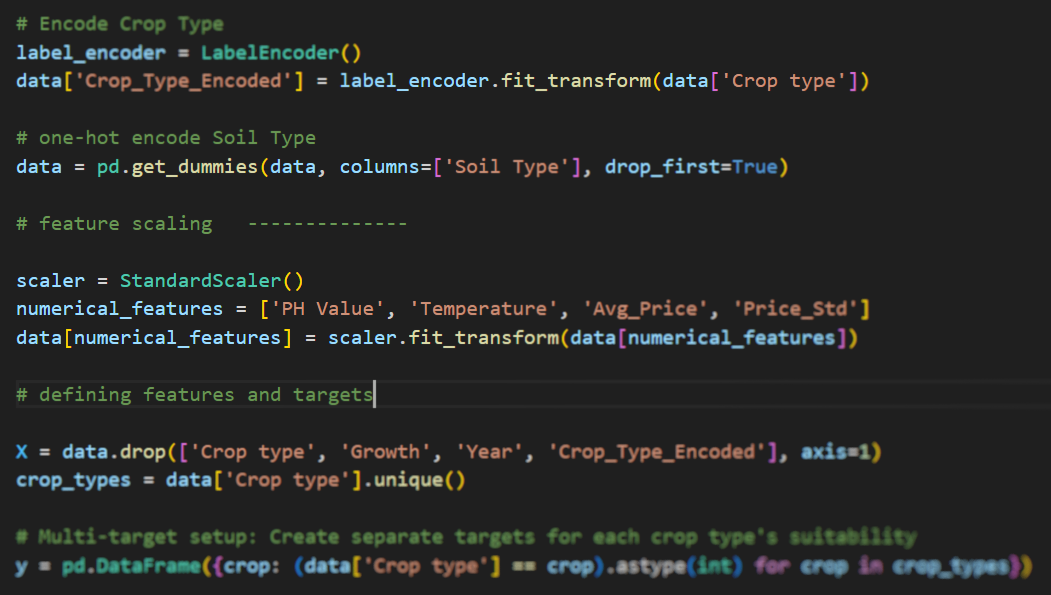 # Encode Crop Type
label_encoder = LabelEncoder()
data['Crop_Type_Encoded'] = label_encoder.fit_transform(data['Crop type'])
# one-hot encode Soil Type
data = pd.get_dummies(data, columns=['Soil Type'], drop_first=True)
# feature scaling   --------------
scaler = StandardScaler()
numerical_features = ['PH Value', 'Temperature', 'Avg_Price', 'Price_Std']
data[numerical_features] = scaler.fit_transform(data[numerical_features])
# defining features and targets
X = data.drop(['Crop type', 'Growth', 'Year', 'Crop_Type_Encoded'], axis=1)
crop_types = data['Crop type'].unique()
# Multi-target setup: Create separate targets for each crop type's suitability
y = pd.DataFrame({crop: (data['Crop type'] == crop).astype(int) for crop in crop_types})